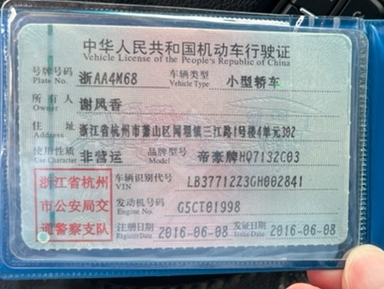 中华人民共和国机动车行驶证
Vehicle License of the People's Republic of China
号牌号码 Plate No. 浙AA4M68 车辆类型 Vehicle Type 小型轿车
所有人 Owner 谢凤香
住址 Address 浙江省杭州市萧山区闻堰镇三江路1号楼4单元302
使用性质 Use Character 非营运 品牌型号 Model 帝豪牌HQ7132C03
浙江省杭州 车辆识别代号 VIN LB37712Z3GH002841
市公安局交 发动机号码 G5CT01998
通警察支队 注册日期 Register Date 2016-06-08 发证日期 Issue Date 2016-06-08